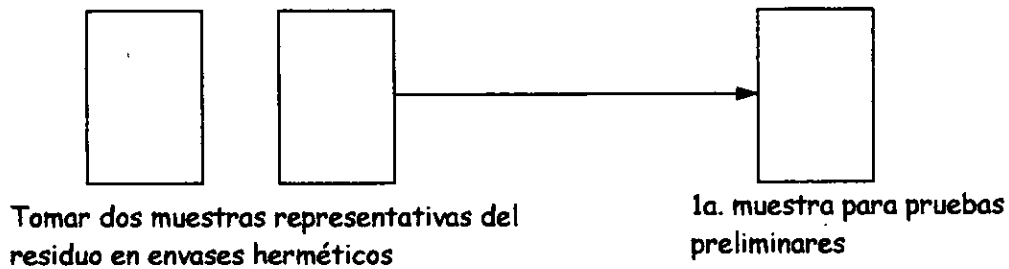 Tomar dos muestras representativas del
residuo en envases herméticos
1a. muestra para pruebas
preliminares